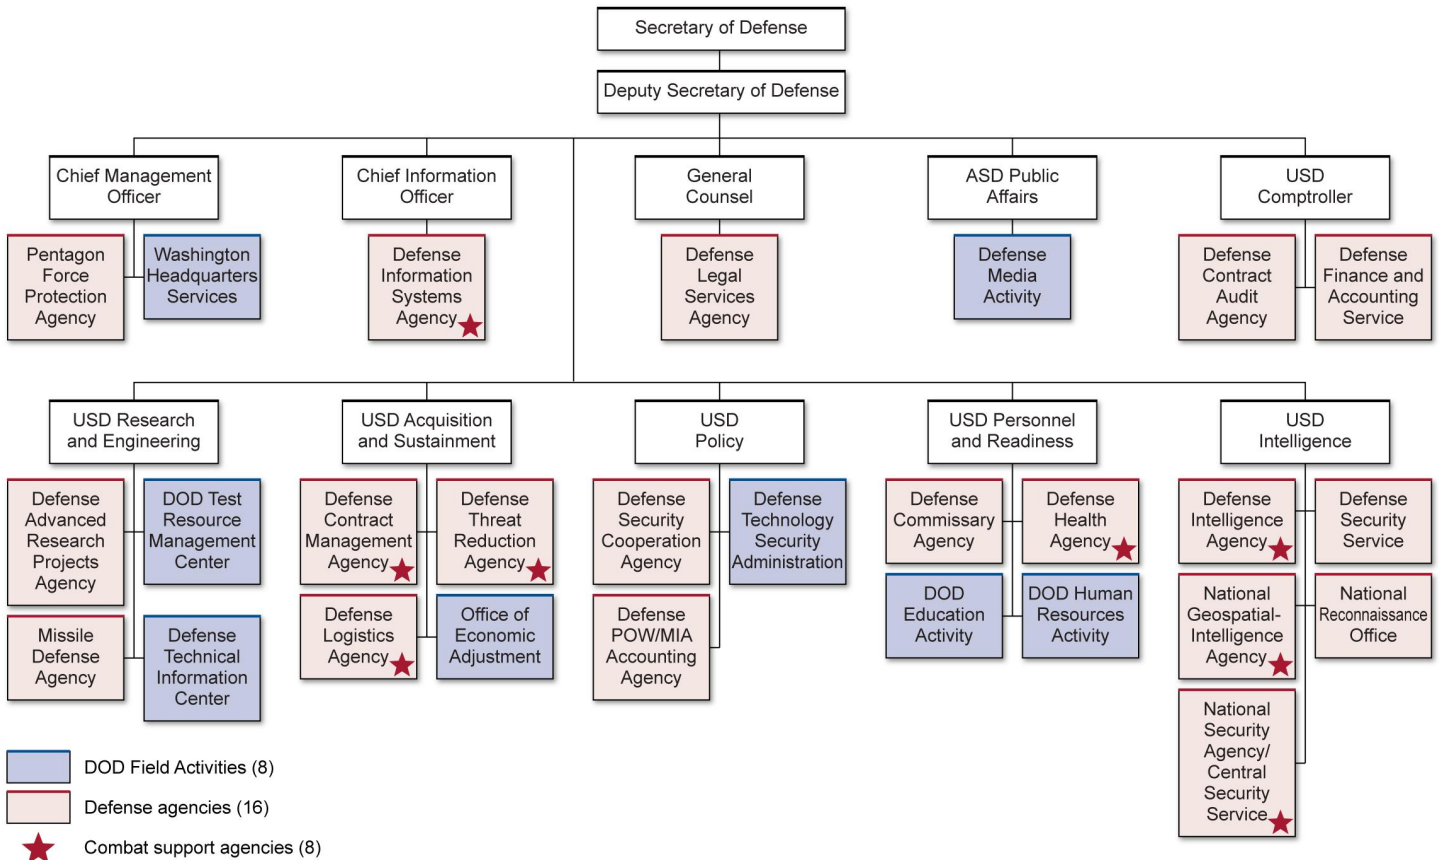 Secretary of Defense
Deputy Secretary of Defense
Chief Management
Officer
Chief Information
Officer
General
Counsel
ASD Public
Affairs
USD
Comptroller
Pentagon
Force
Protection
Agency
Washington
Headquarters
Services
Defense
Information
Systems
Agency
Defense
Legal
Services
Agency
Defense
Media
Activity
Defense
Contract
Audit
Agency
Defense
Finance and
Accounting
Service
USD Research
and Engineering
USD Acquisition
and Sustainment
USD
Policy
USD Personnel
and Readiness
USD
Intelligence
Defense
Advanced
Research
Projects
Agency
DOD Test
Resource
Management
Center
Missile
Defense
Agency
Defense
Technical
Information
Center
Defense
Contract
Management
Agency
Defense
Threat
Reduction
Agency
Defense
Logistics
Agency
Office of
Economic
Adjustment
Defense
Security
Cooperation
Agency
Defense
Technology
Security
Administration
Defense
POW/MIA
Accounting
Agency
Defense
Commissary
Agency
Defense
Health
Agency
DOD
Education
Activity
DOD Human
Resources
Activity
Defense
Intelligence
Agency
Defense
Security
Service
National
Geospatial-
Intelligence
Agency
National
Reconnaissance
Office
National
Security
Agency/
Central
Security
Service
DOD Field Activities (8)
Defense agencies (16)
Combat support agencies (8)